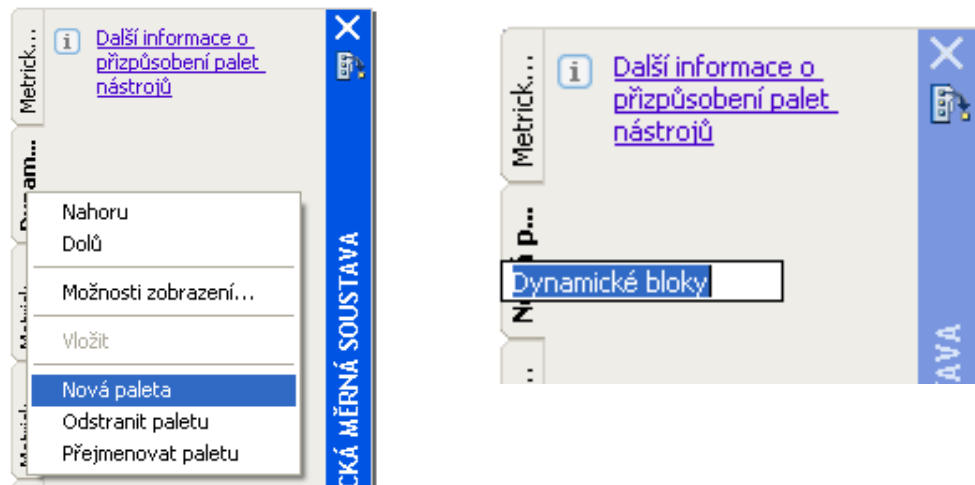 Metrick...
Další informace o
přizpůsobení palet
nástrojů
Nahoru
Dolů
Možnosti zobrazení...
Vložit
Nová paleta
Odstranit paletu
Přejmenovat paletu
CKÁ MĚRNÁ SOUSTAVA
Metrick...
Další informace o
přizpůsobení palet
nástrojů
Dynamické bloky
TAVA